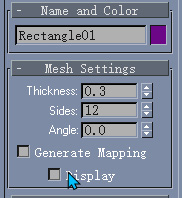 - Name and Color
Rectangle01
- Mesh Settings
Thickness: 0.3
Sides: 12
Angle: 0.0
Generate Mapping
Display